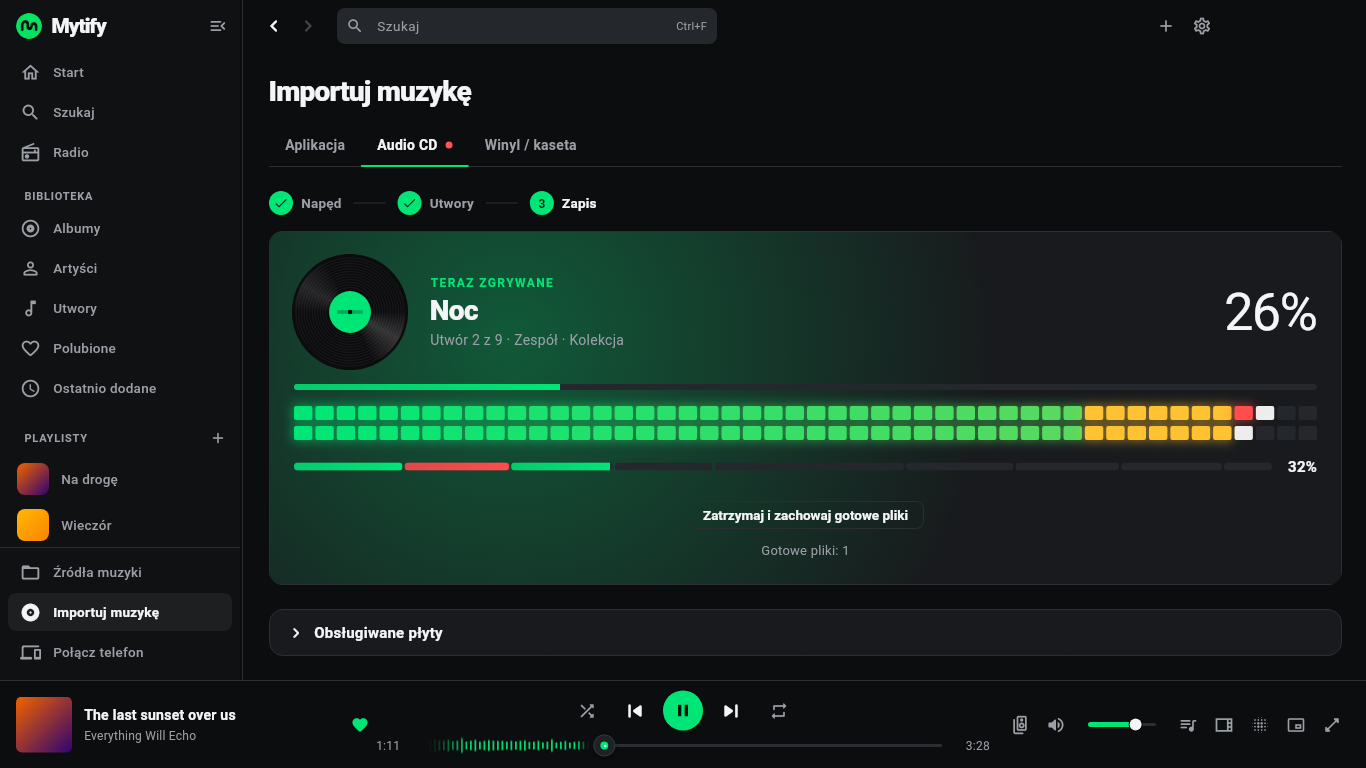 Mytify
Szukaj
Ctrl+F
Start
Szukaj
Radio
BIBLIOTEKA
Albumy
Artyści
Utwory
Polubione
Ostatnio dodane
PLAYLISTY
Na drogę
Wieczór
Źródła muzyki
Importuj muzykę
Połącz telefon
Importuj muzykę
Aplikacja
Audio CD
Winyl / kaseta
Napęd
Utwory
3
Zapis
TERAZ ZGRYWANE
Noc
Utwór 2 z 9 · Zespół · Kolekcja
26%
32%
Zatrzymaj i zachowaj gotowe pliki
Gotowe pliki: 1
Obsługiwane płyty
The last sunset over us
Everything Will Echo
1:11
3:28